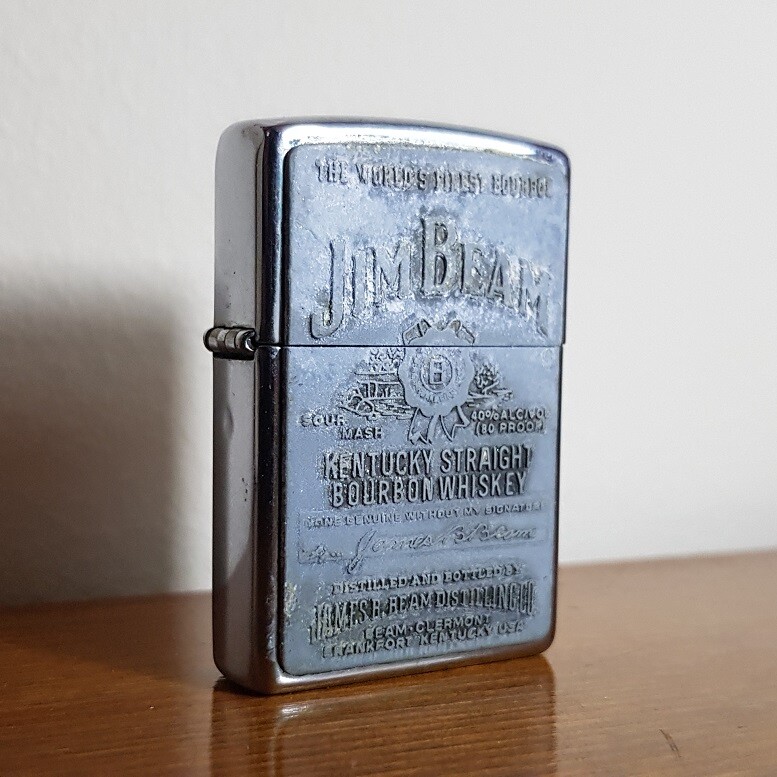 THE WORLD'S FINEST BOURBON
JIM BEAM
B
SOUR
MASH
40% ALC/VOL
(80 PROOF)
KENTUCKY STRAIGHT
BOURBON WHISKEY
NONE GENUINE WITHOUT MY SIGNATURE
James B. Beam
DISTILLED AND BOTTLED BY
JAMES B. BEAM DISTILLING CO.
BEAM · CLERMONT
FRANKFORT KENTUCKY USA